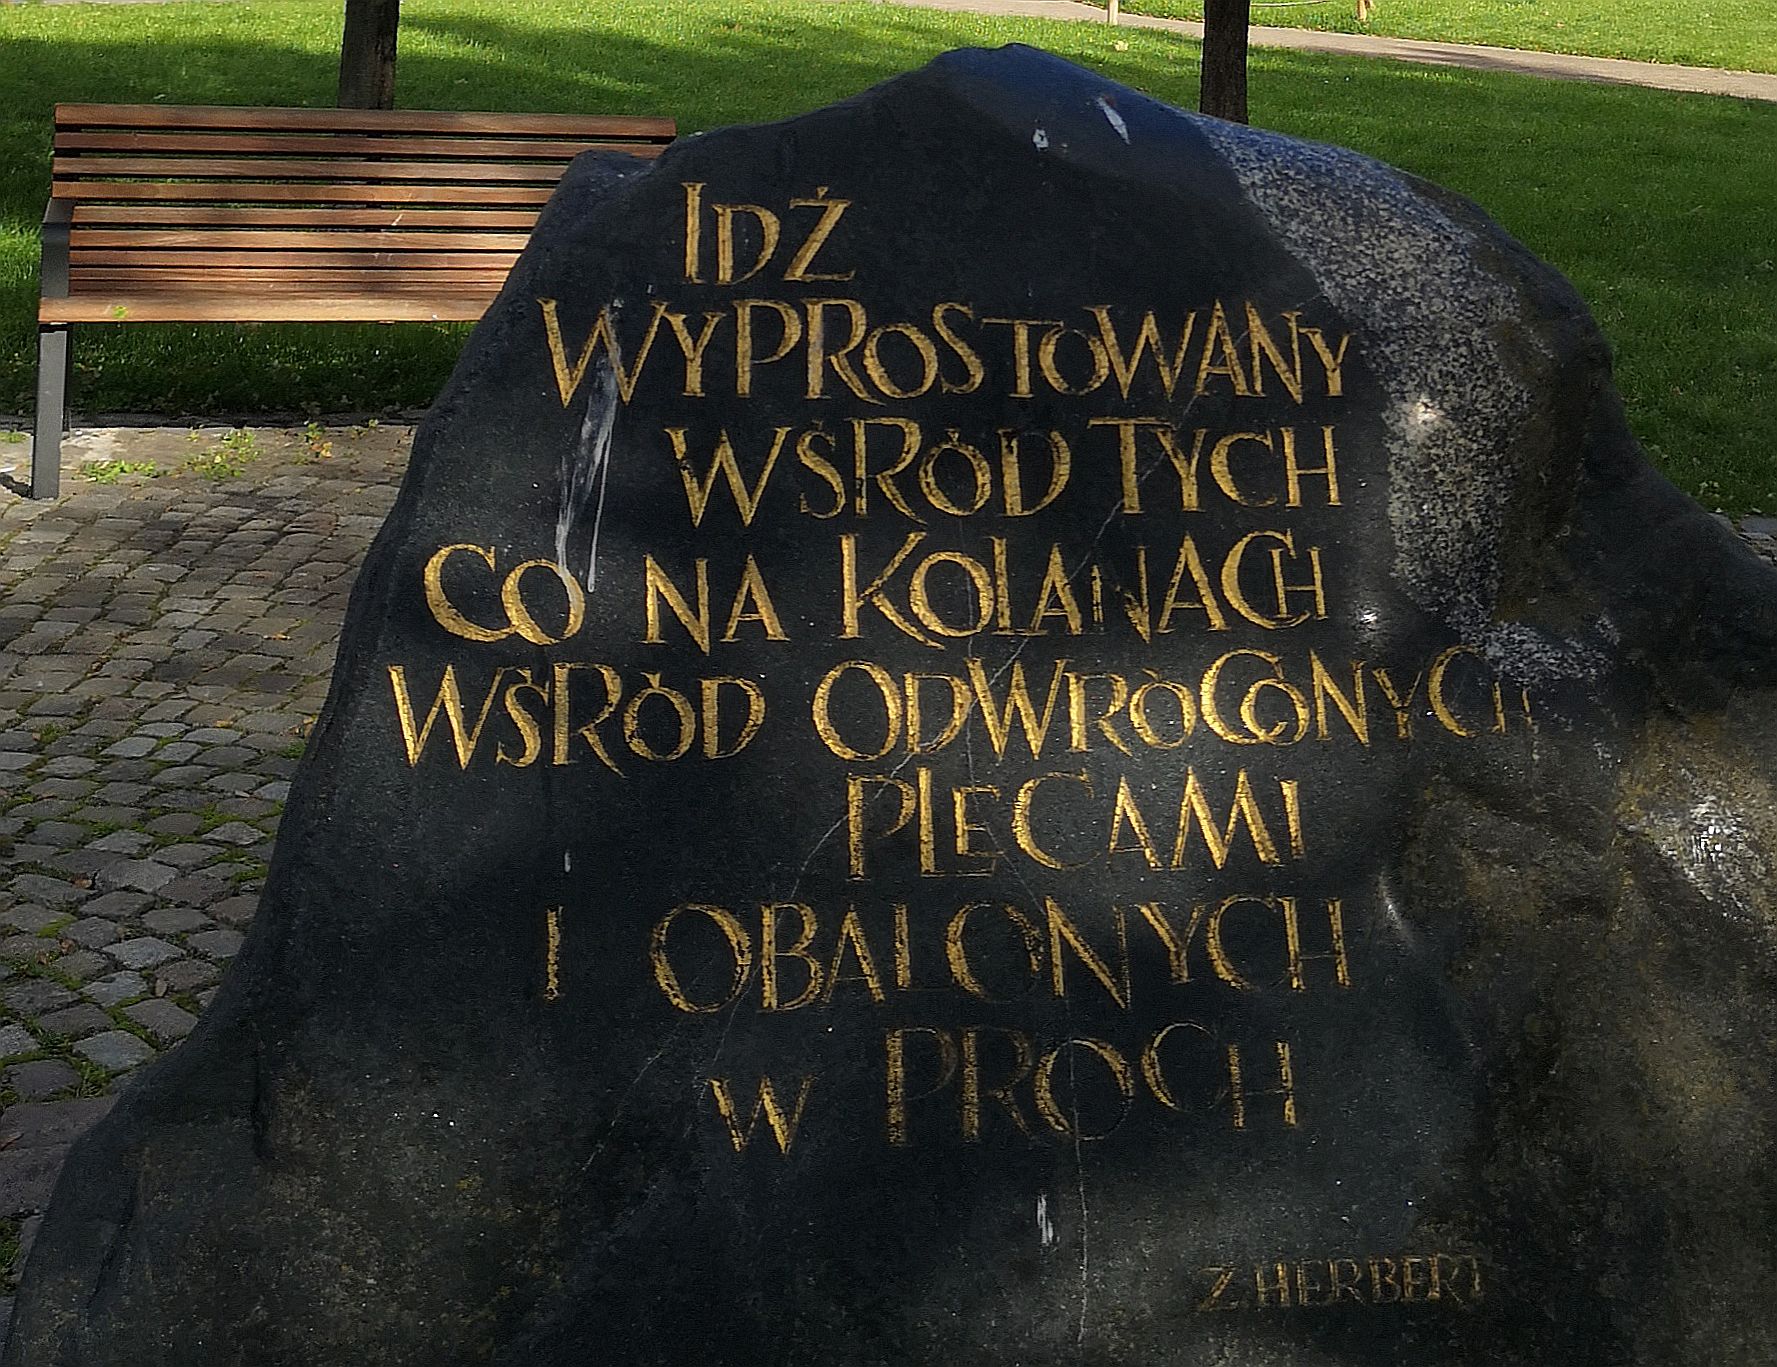 IDŹ
WYPROSTOWANY
WŚRÓD TYCH
CO NA KOLANACH
WŚRÓD ODWRÓCONYCH
PLECAMI
I OBALONYCH
W PROCH
Z HERBERT